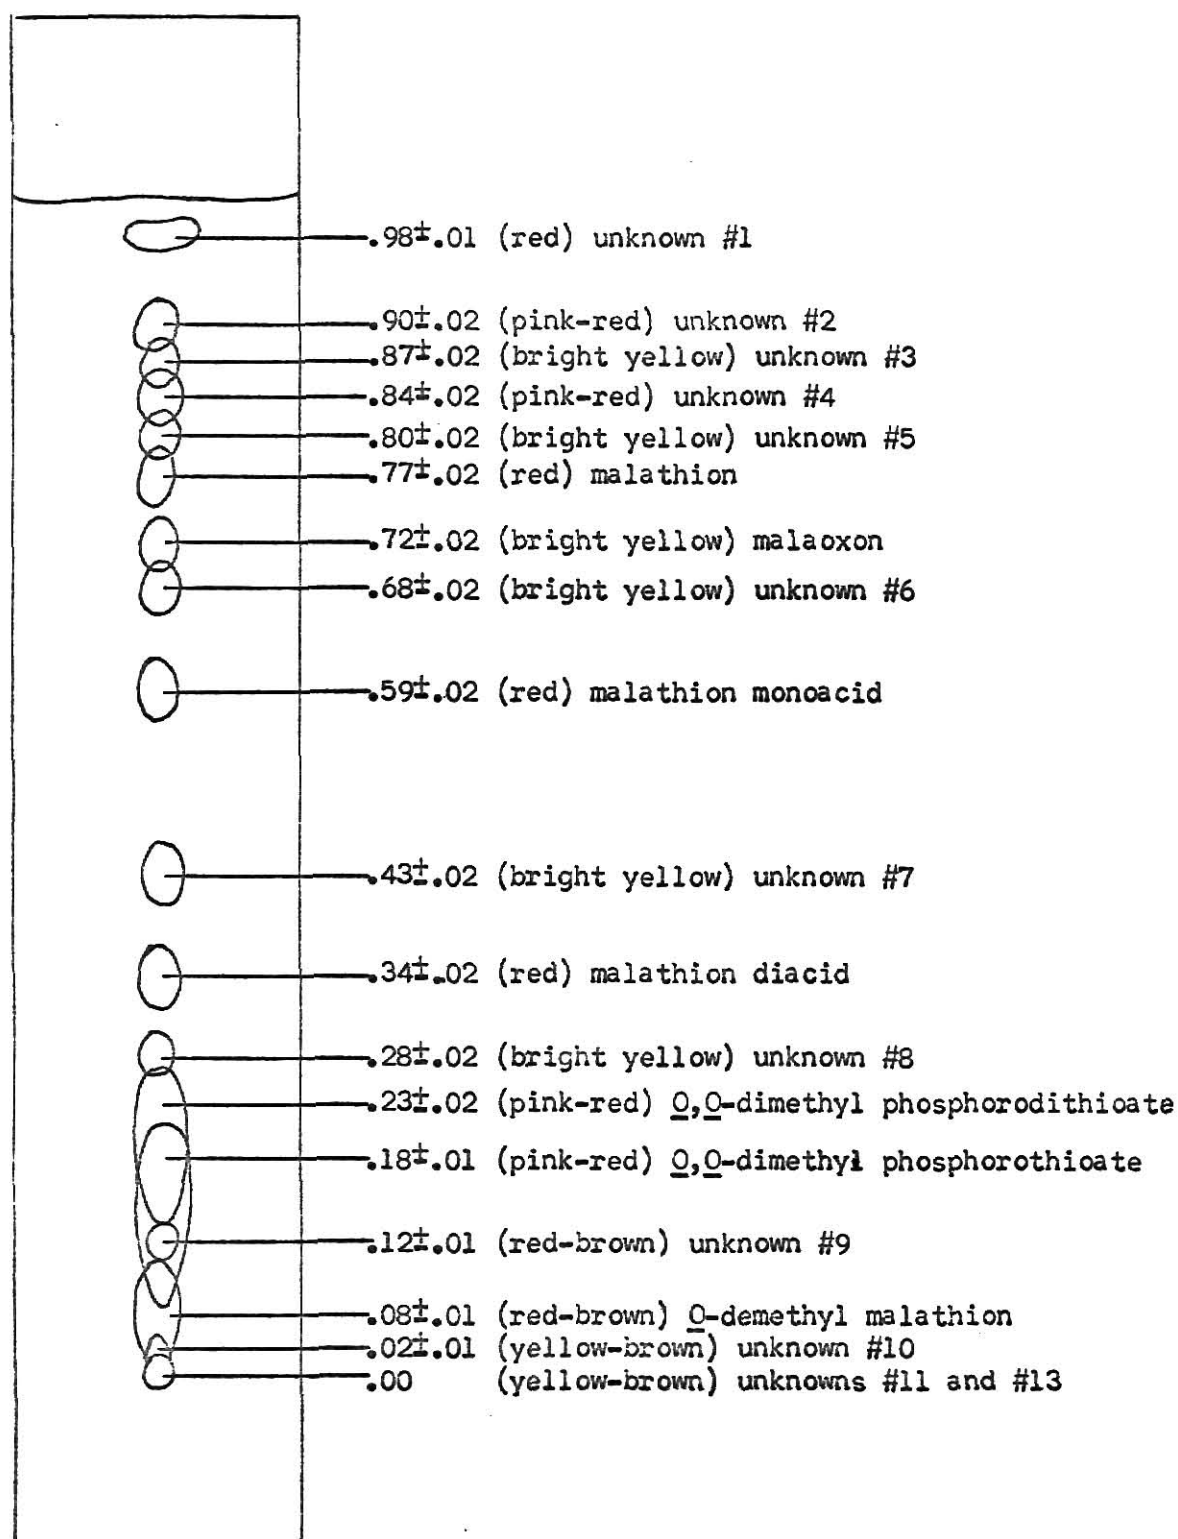 .98±.01 (red) unknown #1
.90±.02 (pink-red) unknown #2
.87±.02 (bright yellow) unknown #3
.84±.02 (pink-red) unknown #4
.80±.02 (bright yellow) unknown #5
.77±.02 (red) malathion
.72±.02 (bright yellow) malaoxon
.68±.02 (bright yellow) unknown #6
.59±.02 (red) malathion monoacid
.43±.02 (bright yellow) unknown #7
.34±.02 (red) malathion diacid
.28±.02 (bright yellow) unknown #8
.23±.02 (pink-red) O,O-dimethyl phosphorodithioate
.18±.01 (pink-red) O,O-dimethyl phosphorothioate
.12±.01 (red-brown) unknown #9
.08±.01 (red-brown) O-demethyl malathion
.02±.01 (yellow-brown) unknown #10
.00 (yellow-brown) unknowns #11 and #13